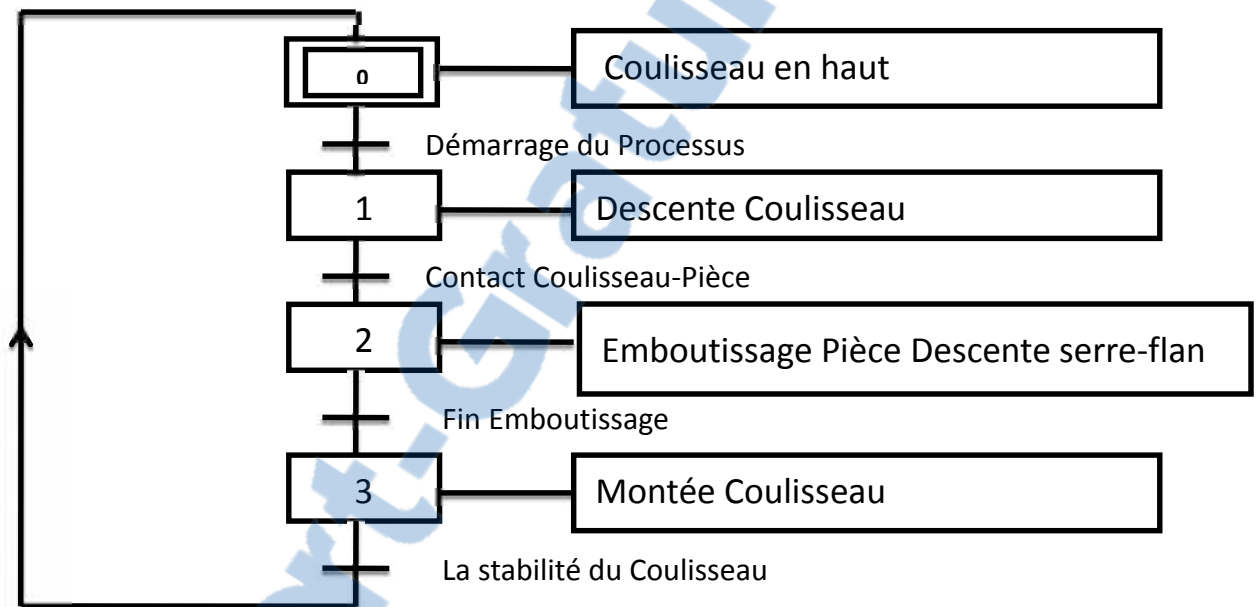 0
Coulisseau en haut
Démarrage du Processus
1
Descente Coulisseau
Contact Coulisseau-Pièce
2
Emboutissage Pièce Descente serre-flan
Fin Emboutissage
3
Montée Coulisseau
La stabilité du Coulisseau